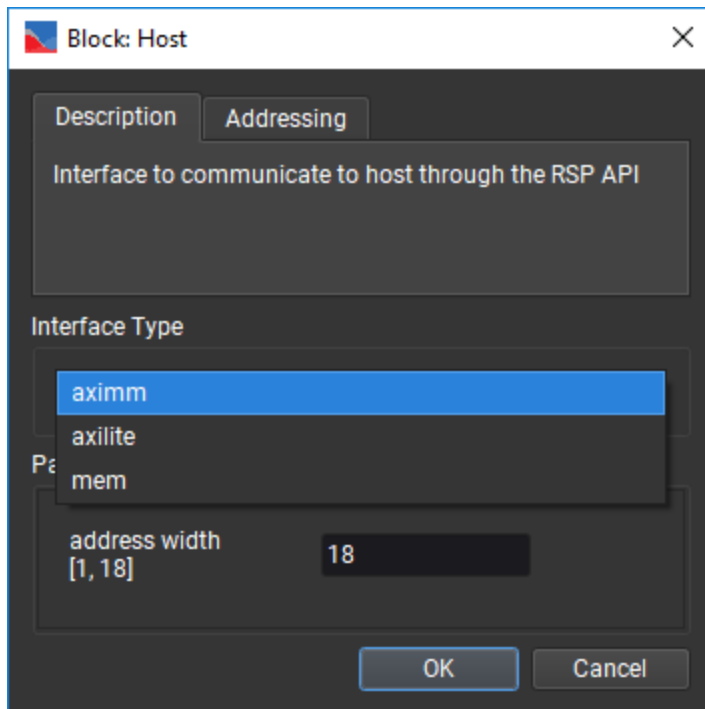 Block: Host
Description
Addressing
Interface to communicate to host through the RSP API
Interface Type
aximm
axilite
mem
address width
[1, 18]
18
OK
Cancel